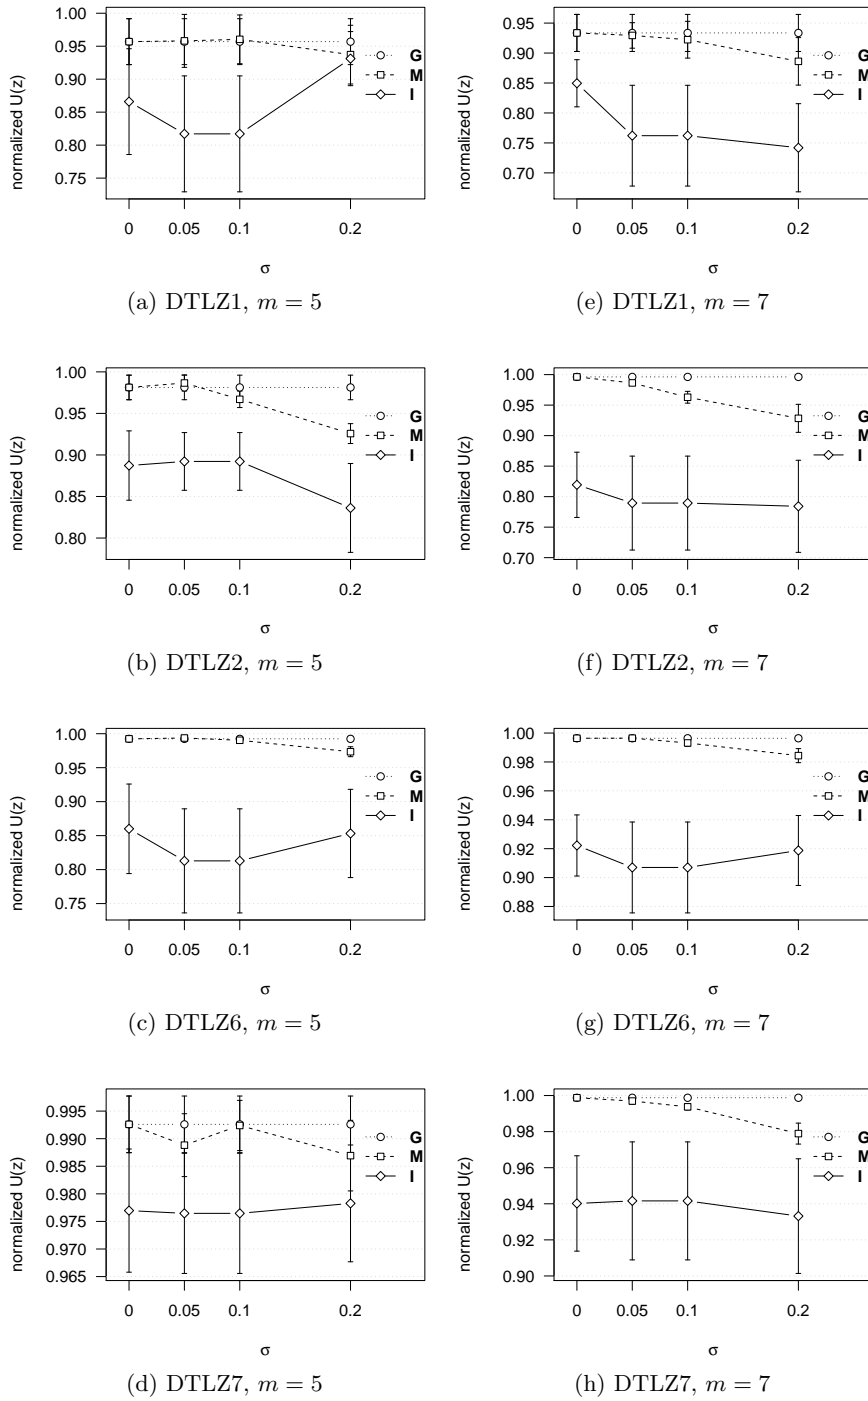 1.00
0.95
0.90
0.85
0.80
0.75
normalized U(z)
G
M
I
0 0.05 0.1 0.2
σ
(a) DTLZ1, m = 5
0.95
0.90
0.85
0.80
0.75
0.70
normalized U(z)
G
M
I
0 0.05 0.1 0.2
σ
(e) DTLZ1, m = 7
1.00
0.95
0.90
0.85
0.80
normalized U(z)
G
M
I
0 0.05 0.1 0.2
σ
(b) DTLZ2, m = 5
1.00
0.95
0.90
0.85
0.80
0.75
0.70
normalized U(z)
G
M
I
0 0.05 0.1 0.2
σ
(f) DTLZ2, m = 7
1.00
0.95
0.90
0.85
0.80
0.75
normalized U(z)
G
M
I
0 0.05 0.1 0.2
σ
(c) DTLZ6, m = 5
1.00
0.98
0.96
0.94
0.92
0.90
0.88
normalized U(z)
G
M
I
0 0.05 0.1 0.2
σ
(g) DTLZ6, m = 7
0.995
0.990
0.985
0.980
0.975
0.970
0.965
normalized U(z)
G
M
I
0 0.05 0.1 0.2
σ
(d) DTLZ7, m = 5
1.00
0.98
0.96
0.94
0.92
0.90
normalized U(z)
G
M
I
0 0.05 0.1 0.2
σ
(h) DTLZ7, m = 7